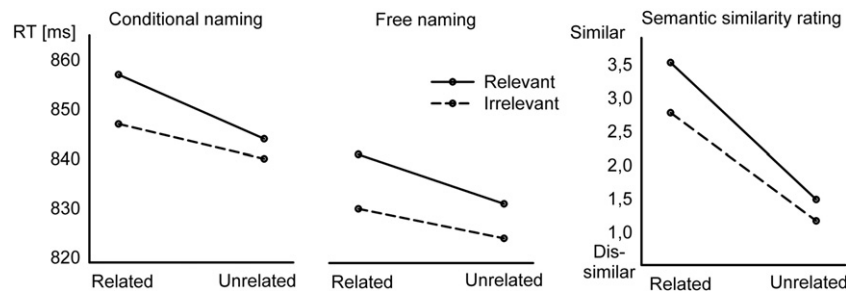 Conditional naming
Free naming
Semantic similarity rating
RT [ms]
860
850
840
830
820
Related
Unrelated
Related
Unrelated
Relevant
Irrelevant
Similar
3,5
3,0
2,5
2,0
1,5
1,0
Dis-
similar
Related
Unrelated